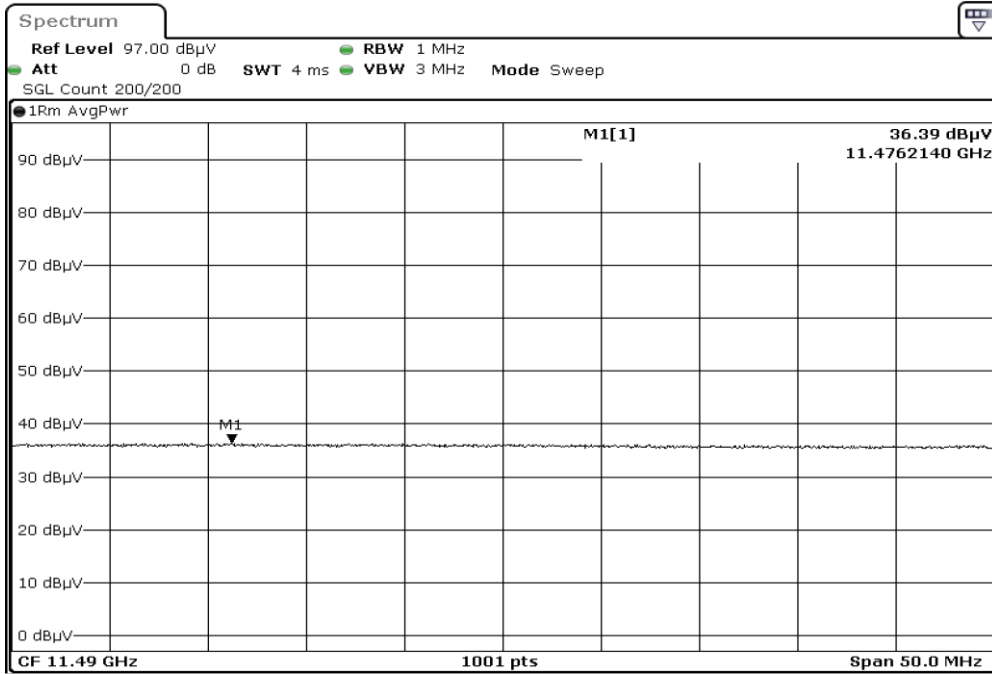 Spectrum
Ref Level 97.00 dBµV RBW 1 MHz
Att 0 dB SWT 4 ms VBW 3 MHz Mode Sweep
SGL Count 200/200
1Rm AvgPwr
M1[1] 36.39 dBµV
11.4762140 GHz
90 dBµV
80 dBµV
70 dBµV
60 dBµV
50 dBµV
40 dBµV
M1
30 dBµV
20 dBµV
10 dBµV
0 dBµV
CF 11.49 GHz 1001 pts Span 50.0 MHz